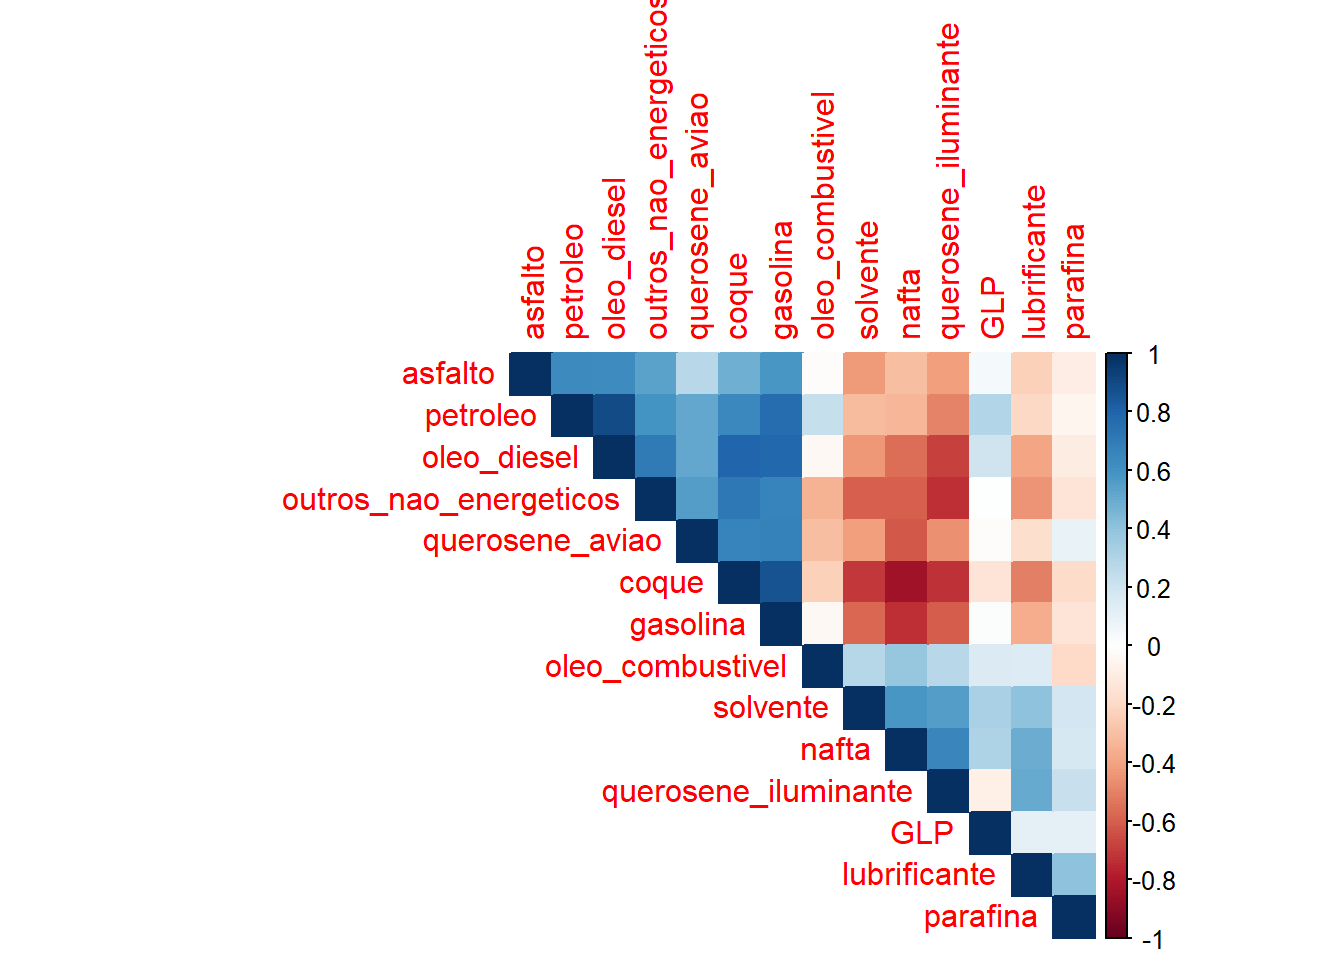 asfalto
petroleo
oleo_diesel
outros_nao_energeticos
querosene_aviao
coque
gasolina
oleo_combustivel
solvente
nafta
querosene_iluminante
GLP
lubrificante
parafina
asfalto
petroleo
oleo_diesel
outros_nao_energeticos
querosene_aviao
coque
gasolina
oleo_combustivel
solvente
nafta
querosene_iluminante
GLP
lubrificante
parafina
1
0.8
0.6
0.4
0.2
0
-0.2
-0.4
-0.6
-0.8
-1